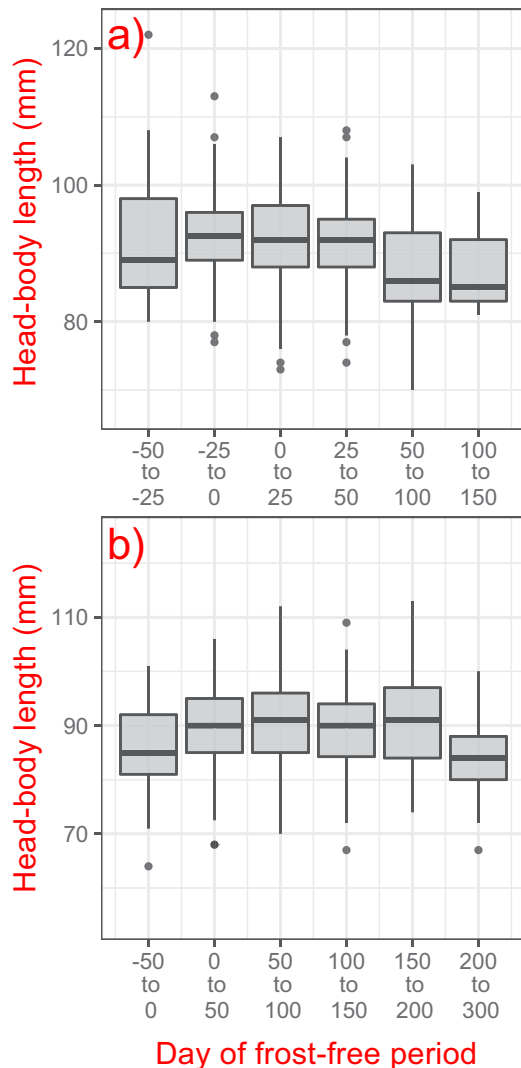 a)
Head-body length (mm)
120
100
80
-50 -25 0 25 50 100
to to to to to to
-25 0 25 50 100 150
b)
Head-body length (mm)
110
90
70
-50 0 50 100 150 200
to to to to to to
0 50 100 150 200 300
Day of frost-free period